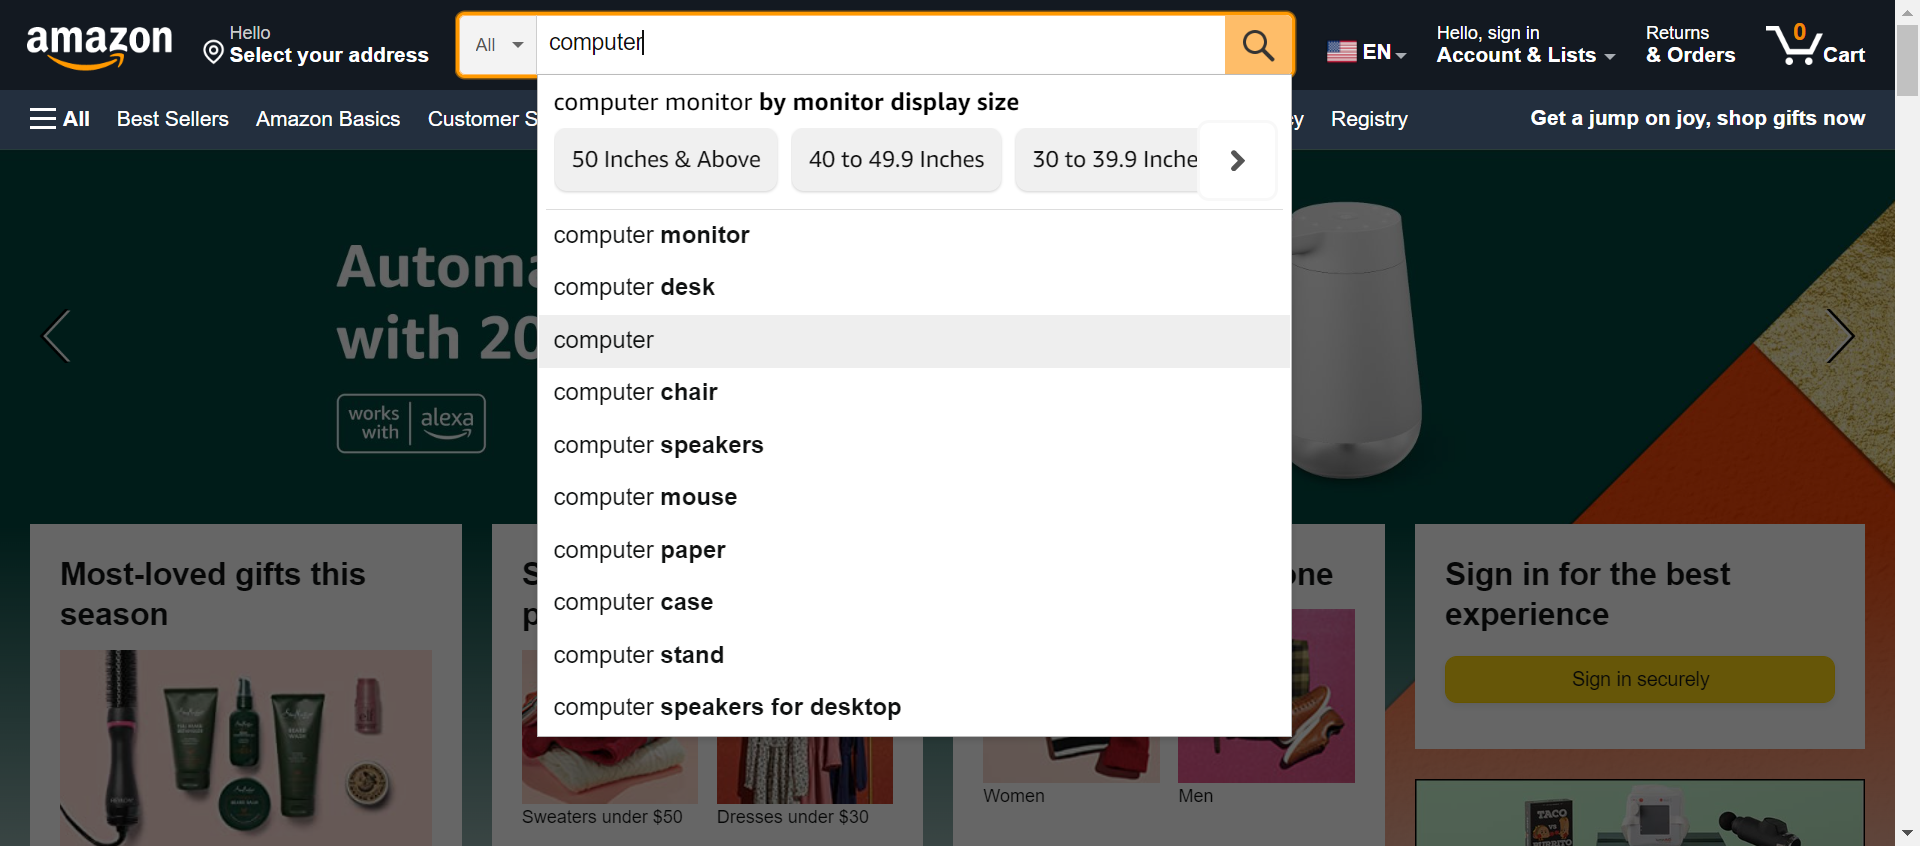 amazon
Hello
Select your address
All
computer
EN
Hello, sign in
Account & Lists
Returns
& Orders
0
Cart
All
Best Sellers
Amazon Basics
Customer S
y
Registry
Get a jump on joy, shop gifts now
computer monitor by monitor display size
50 Inches & Above
40 to 49.9 Inches
30 to 39.9 Inche
computer monitor
computer desk
computer
computer chair
computer speakers
computer mouse
computer paper
computer case
computer stand
computer speakers for desktop
Automa
with 20
works
with
alexa
Most-loved gifts this
season
S
p
one
Sweaters under $50
Dresses under $30
Women
Men
Sign in for the best
experience
Sign in securely
TACO
VS
BURRITO
elf